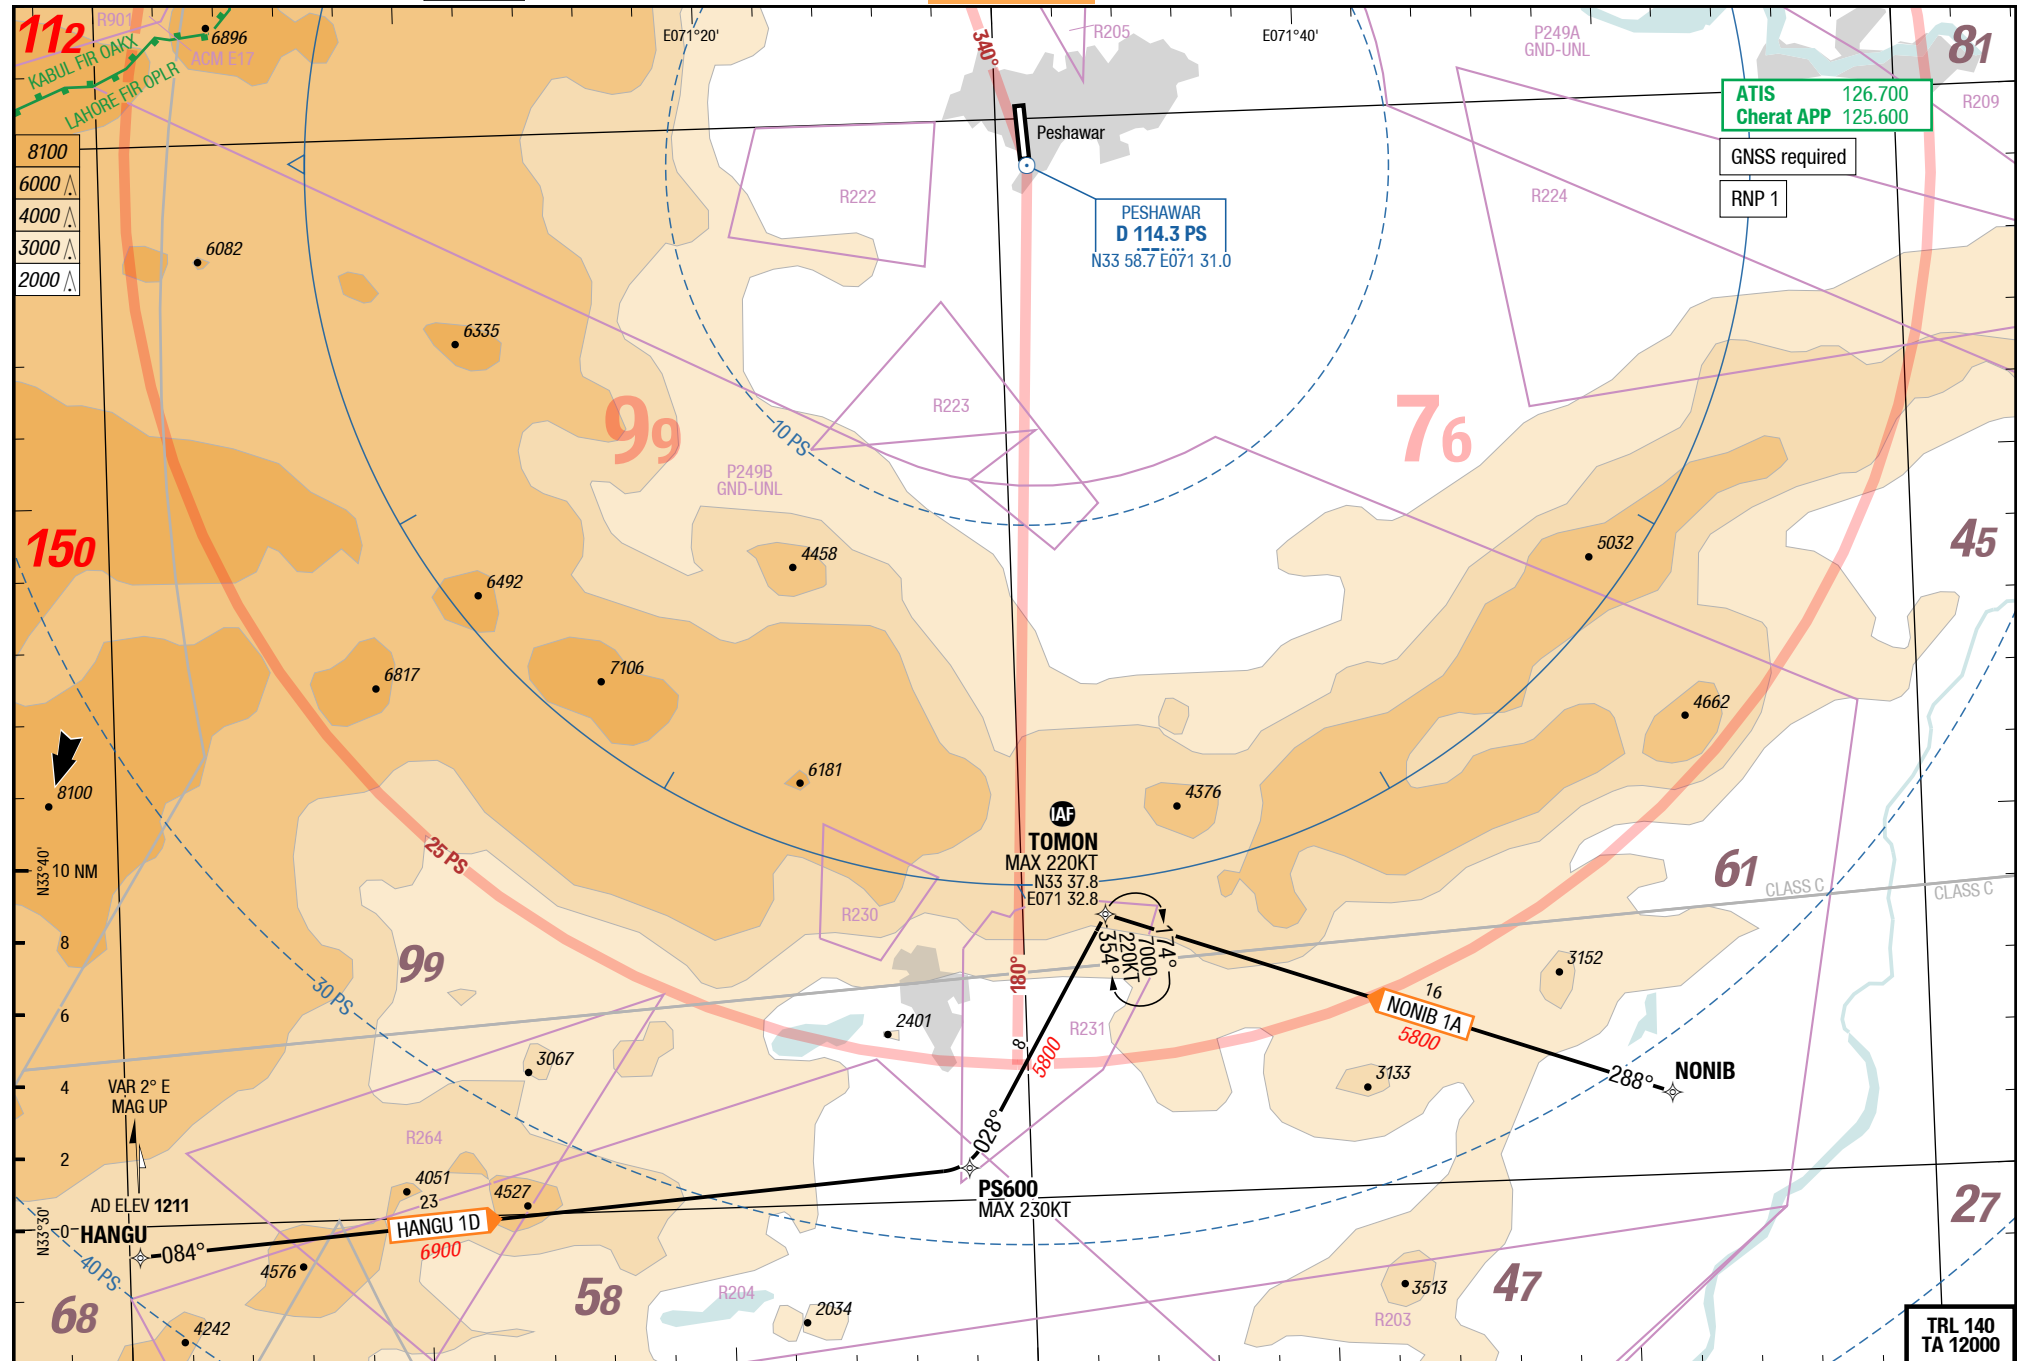 112
R901
6896
KABUL FIR OAKX
ACM E17
LAHORE FIR OPLR
E071°20'
340°
R205
E071°40'
P249A
GND-UNL
81
ATIS 126.700
Cherat APP 125.600
R209
GNSS required
RNP 1
8100
6000
4000
3000
2000
Peshawar
R222
R224
PESHAWAR
D 114.3 PS
N33 58.7 E071 31.0
6082
6335
99
R223
76
10 PS
P249B
GND-UNL
150
4458
5032
45
6492
6817
7106
4662
8100
6181
4376
IAF
TOMON
MAX 220KT
N33 37.8
E071 32.8
25 PS
N33°40'
10 NM
61
CLASS C
CLASS C
R230
8
99
30 PS
180°
354°
220KT
7000
174°
3152
16
NONIB 1A
5800
6
2401
R231
8
5800
3067
3133
288°
NONIB
4
VAR 2° E
MAG UP
2
R264
028°
4051
23
4527
PS600
MAX 230KT
AD ELEV 1211
N33°30'
0
HANGU
084°
HANGU 1D
6900
27
40 PS
4576
68
58
R204
2034
3513
47
R203
4242
TRL 140
TA 12000